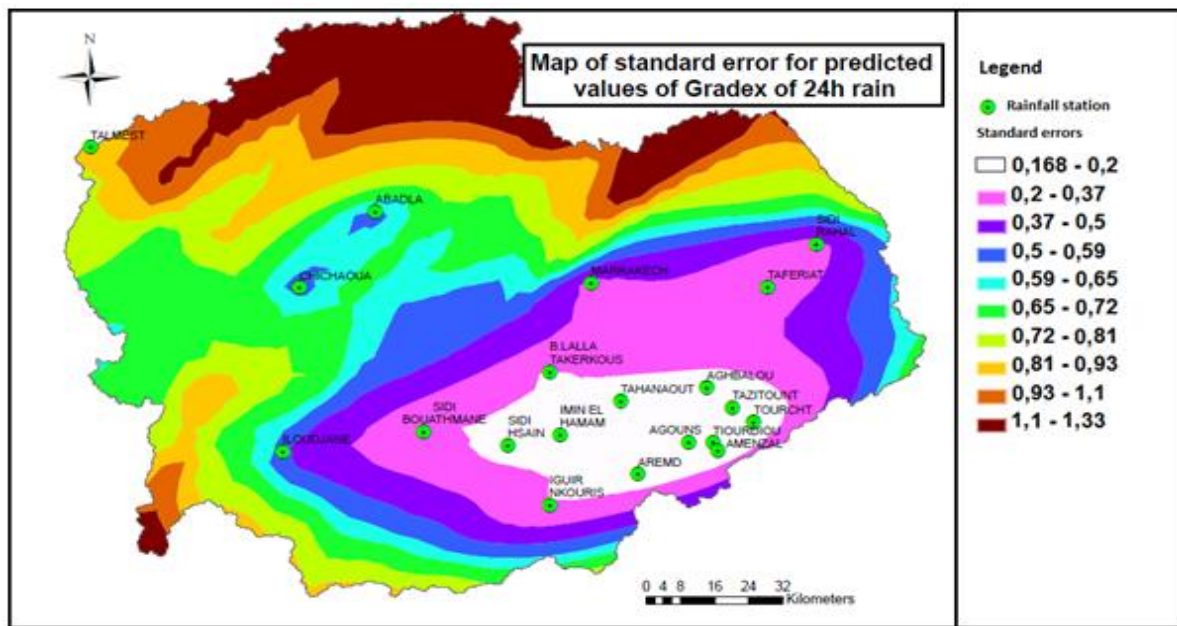 N
Map of standard error for predicted
values of Gradex of 24h rain
TALMEST
ABADLA
SIDI
RAHAL
CHICHAOUA
MARRAKECH
TAFERIAT
B.LALLA
TAKERKOUS
AGHBALOU
TAHANAOUT
TAZITOUNT
SIDI
BOUATHMANE
SIDI
HSAIN
IMIN EL
HAMAM
TOURCHT
AGOUNS
TIOURDIOU
AMENZAL
ILOUDJANE
AREMD
IGUIR
NKOURIS
0 4 8 16 24 32
Kilometers
Legend
Rainfall station
Standard errors
0,168 - 0,2
0,2 - 0,37
0,37 - 0,5
0,5 - 0,59
0,59 - 0,65
0,65 - 0,72
0,72 - 0,81
0,81 - 0,93
0,93 - 1,1
1,1 - 1,33